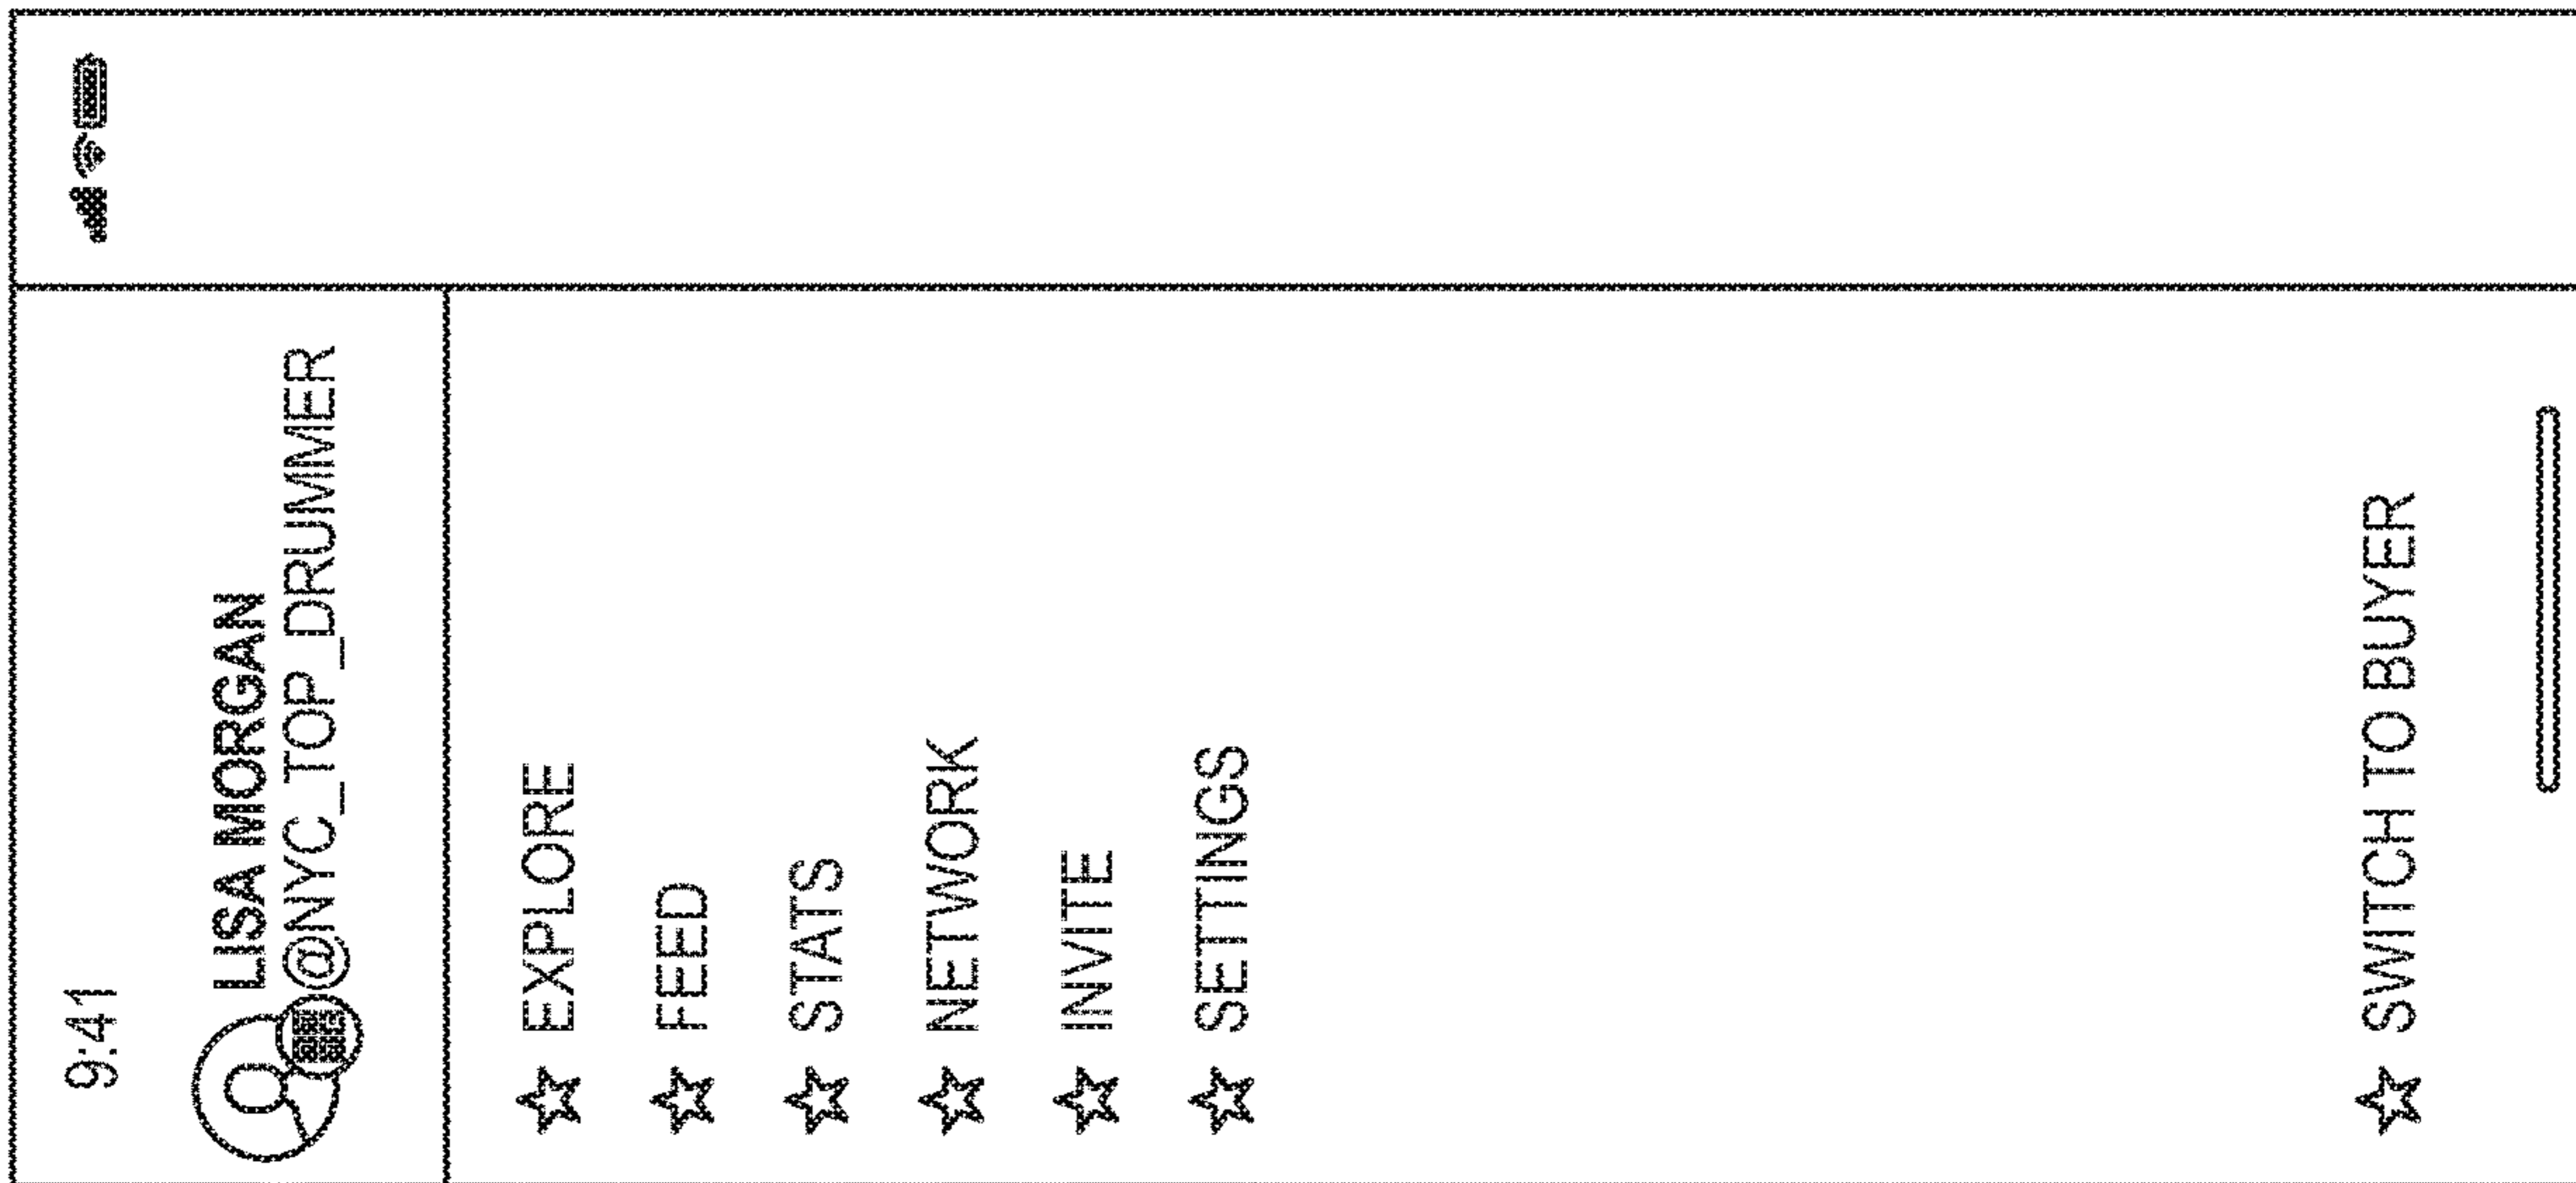 9:41
LISA MORGAN
@NYC_TOP_DRUMMER
EXPLORE
FEED
STATS
NETWORK
INVITE
SETTINGS
SWITCH TO BUYER